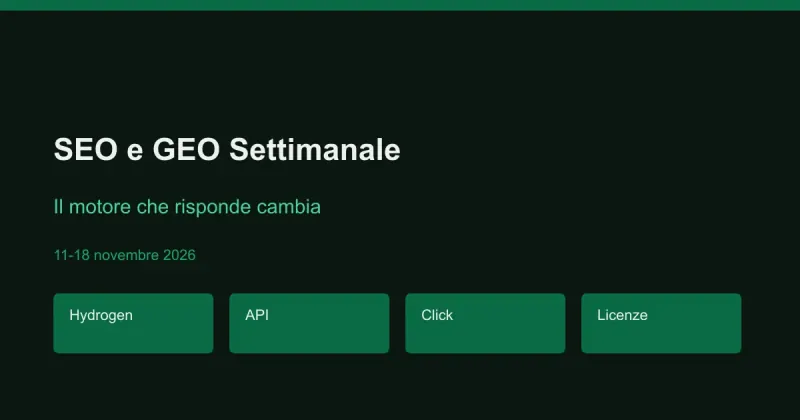 SEO e GEO Settimanale
Il motore che risponde cambia
11-18 novembre 2026
Hydrogen
API
Click
Licenze